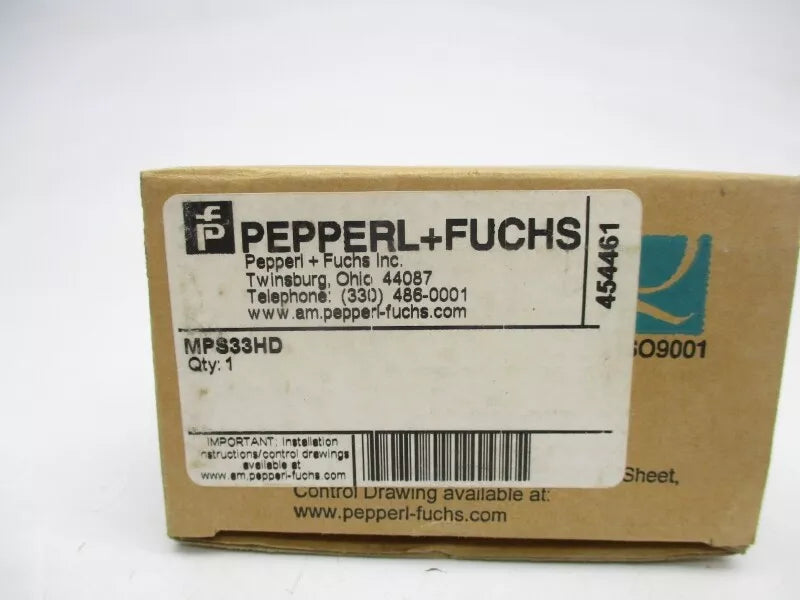 PEPPERL+FUCHS
Pepperl + Fuchs Inc.
Twinsburg, Ohio 44087
Telephone: (330) 486-0001
www.am.pepperl-fuchs.com
454461
MPS33HD
Qty: 1
SO9001
IMPORTANT: Installation
instructions/control drawings
available at
www.am.pepperl-fuchs.com
Sheet,
Control Drawing available at:
www.pepperl-fuchs.com